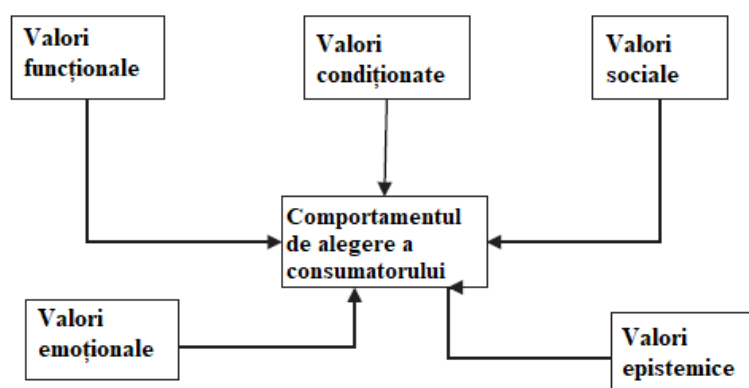 Valori
funcționale
Valori
condiționate
Valori
sociale
Comportamentul
de alegere a
consumatorului
Valori
emoționale
Valori
epistemice